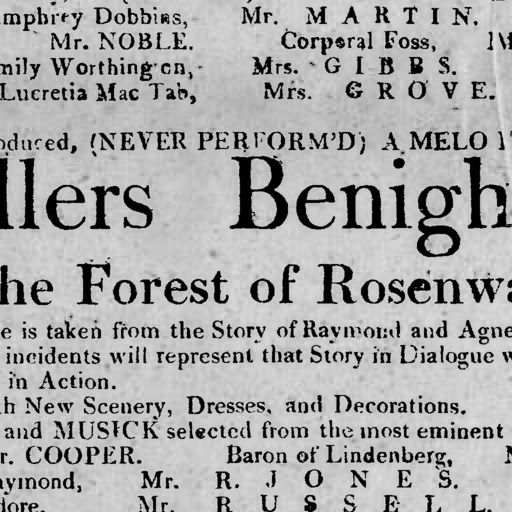 mphrey Dobbins, Mr. MARTIN.
Mr. NOBLE. Corporal Foss,
mily Worthington, Mrs. GIBBS.
Lucretia Mac Tab, Mrs. GROVE.
oduced, (NEVER PERFORM'D) A MELO
llers Benigh
he Forest of Rosenwa
e is taken from the Story of Raymond and Agne
incidents will represent that Story in Dialogue w
in Action.
h New Scenery, Dresses, and Decorations.
and MUSICK selected from the most eminent
r. COOPER. Baron of Lindenberg,
aymond, Mr. R. JONES.
dore, Mr. RUSSELL.